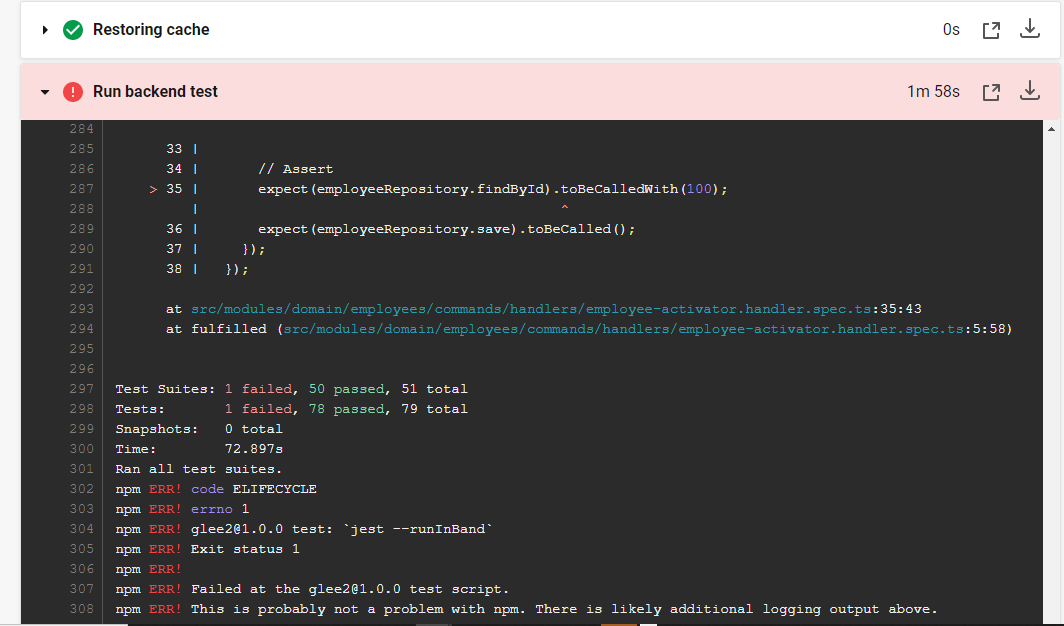 Restoring cache 0s
Run backend test 1m 58s
284
285 33 |
286 34 | // Assert
287 > 35 | expect(employeeRepository.findById).toBeCalledWith(100);
288 | ^
289 36 | expect(employeeRepository.save).toBeCalled();
290 37 | });
291 38 | });
292
293 at src/modules/domain/employees/commands/handlers/employee-activator.handler.spec.ts:35:43
294 at fulfilled (src/modules/domain/employees/commands/handlers/employee-activator.handler.spec.ts:5:58)
295
296
297 Test Suites: 1 failed, 50 passed, 51 total
298 Tests: 1 failed, 78 passed, 79 total
299 Snapshots: 0 total
300 Time: 72.897s
301 Ran all test suites.
302 npm ERR! code ELIFECYCLE
303 npm ERR! errno 1
304 npm ERR! glee2@1.0.0 test: `jest --runInBand`
305 npm ERR! Exit status 1
306 npm ERR!
307 npm ERR! Failed at the glee2@1.0.0 test script.
308 npm ERR! This is probably not a problem with npm. There is likely additional logging output above.